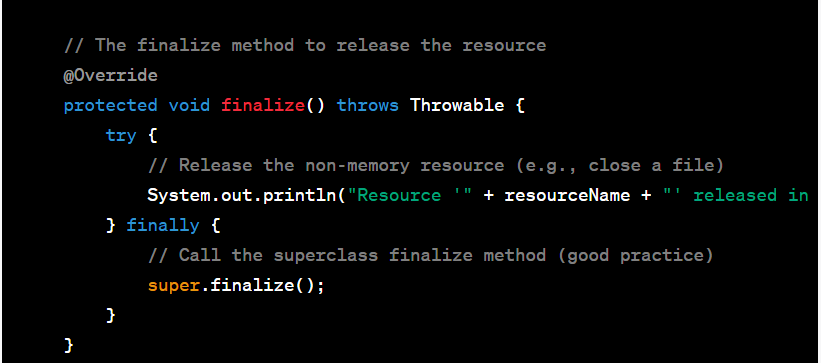 // The finalize method to release the resource
@Override
protected void finalize() throws Throwable {
try {
// Release the non-memory resource (e.g., close a file)
System.out.println("Resource '" + resourceName + "' released in
} finally {
// Call the superclass finalize method (good practice)
super.finalize();
}
}